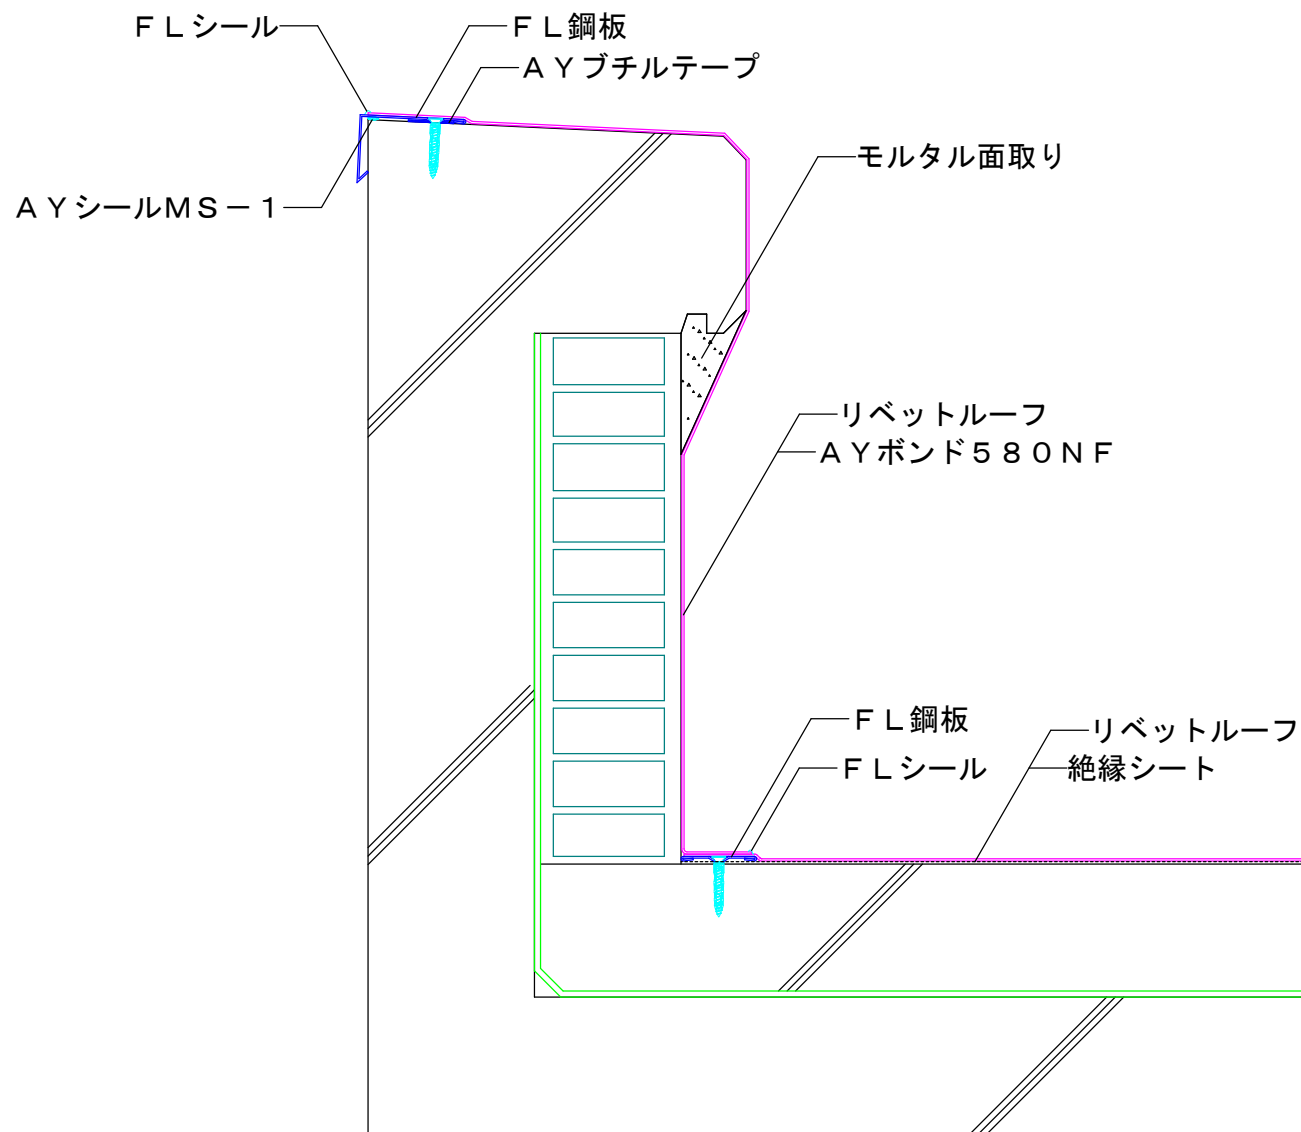 ＦＬシール
ＦＬ鋼板
ＡＹブチルテープ
モルタル面取り
ＡＹシールＭＳ－１
リベットルーフ
ＡＹボンド５８０ＮＦ
ＦＬ鋼板
リベットルーフ
ＦＬシール
絶縁シート